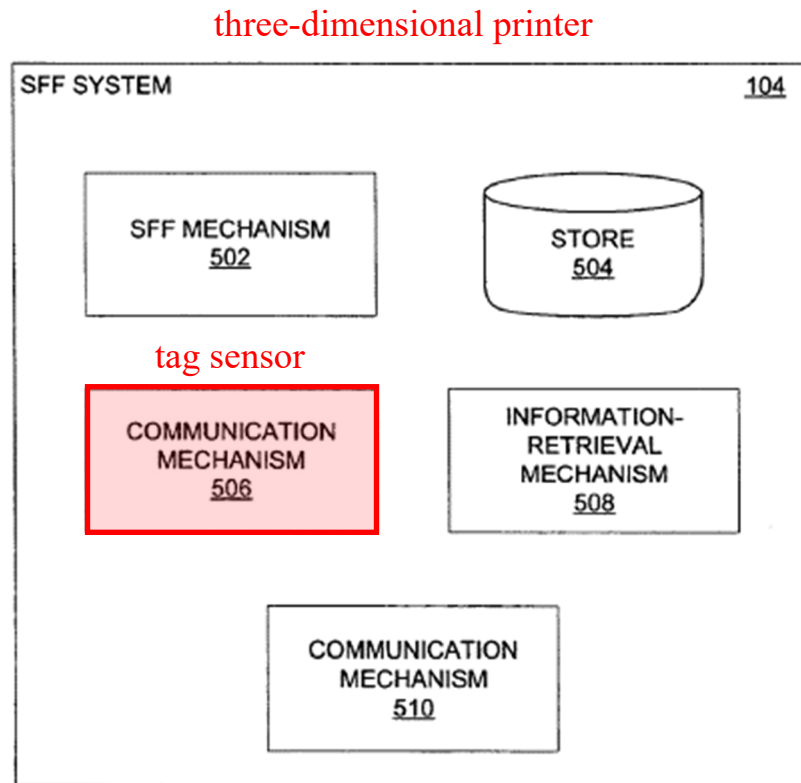 three-dimensional printer
SFF SYSTEM 104
SFF MECHANISM
502
STORE
504
tag sensor
COMMUNICATION
MECHANISM
506
INFORMATION-
RETRIEVAL
MECHANISM
508
COMMUNICATION
MECHANISM
510